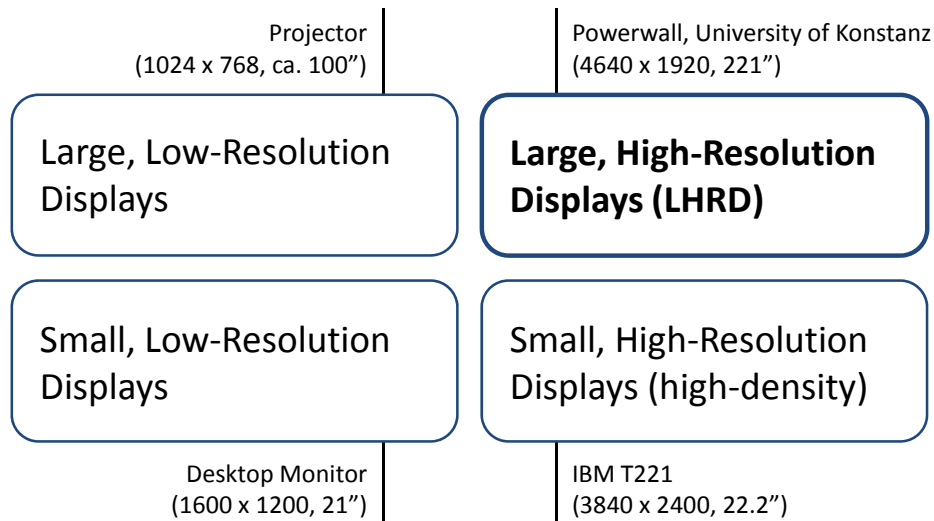 Projector
(1024 x 768, ca. 100”)
Powerwall, University of Konstanz
(4640 x 1920, 221”)
Large, Low-Resolution
Displays
Large, High-Resolution
Displays (LHRD)
Small, Low-Resolution
Displays
Small, High-Resolution
Displays (high-density)
Desktop Monitor
(1600 x 1200, 21”)
IBM T221
(3840 x 2400, 22.2”)